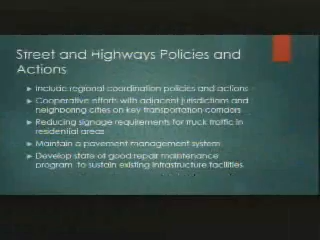 Street and Highways Policies and
Actions
Include regional coordination policies and actions
Cooperative efforts with adjacent jurisdictions and
neighboring cities on key transportation corridors
Reducing signage requirements for truck traffic in
residential areas
Maintain a pavement management system
Develop state of good repair maintenance
program to sustain existing infrastructure facilities